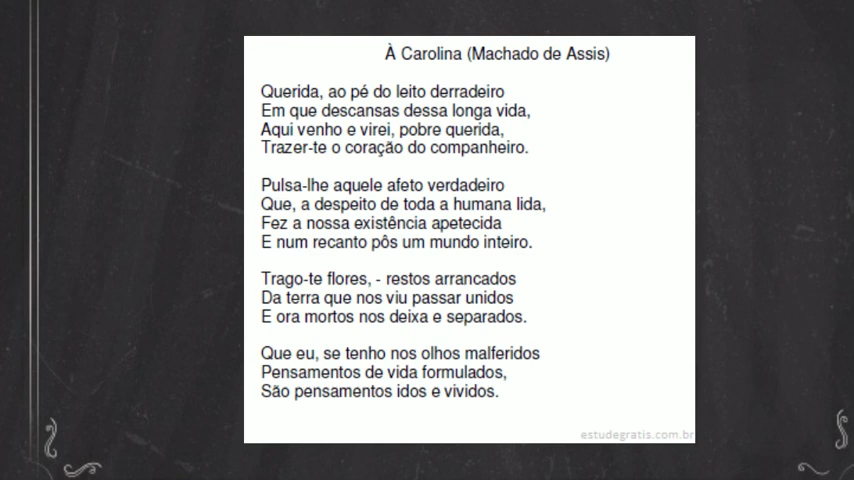 À Carolina (Machado de Assis)
Querida, ao pé do leito derradeiro
Em que descansas dessa longa vida,
Aqui venho e virei, pobre querida,
Trazer-te o coração do companheiro.
Pulsa-lhe aquele afeto verdadeiro
Que, a despeito de toda a humana lida,
Fez a nossa existência apetecida
E num recanto pôs um mundo inteiro.
Trago-te flores, - restos arrancados
Da terra que nos viu passar unidos
E ora mortos nos deixa e separados.
Que eu, se tenho nos olhos malferidos
Pensamentos de vida formulados,
São pensamentos idos e vividos.
estudegratis.com.br